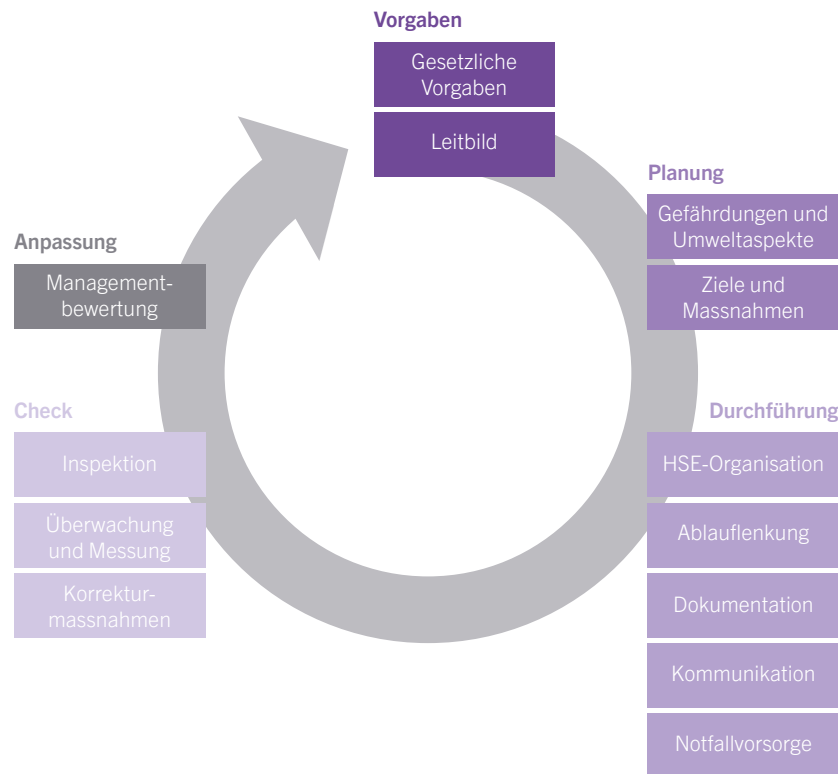 Vorgaben
Gesetzliche
Vorgaben
Leitbild
Planung
Gefährdungen und
Umweltaspekte
Ziele und
Massnahmen
Durchführung
HSE-Organisation
Ablauflenkung
Dokumentation
Kommunikation
Notfallvorsorge
Check
Inspektion
Überwachung
und Messung
Korrektur-
massnahmen
Anpassung
Management-
bewertung